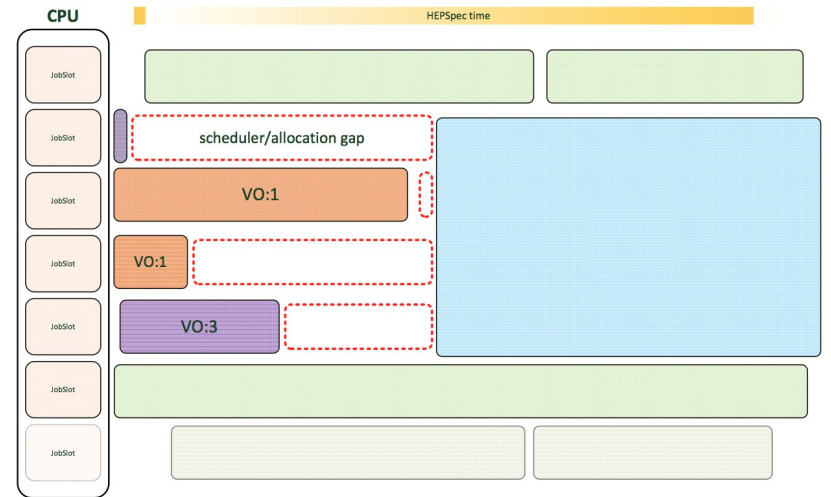 CPU
HEPSpec time
JobSlot
JobSlot
scheduler/allocation gap
JobSlot
VO:1
JobSlot
VO:1
JobSlot
VO:3
JobSlot
JobSlot